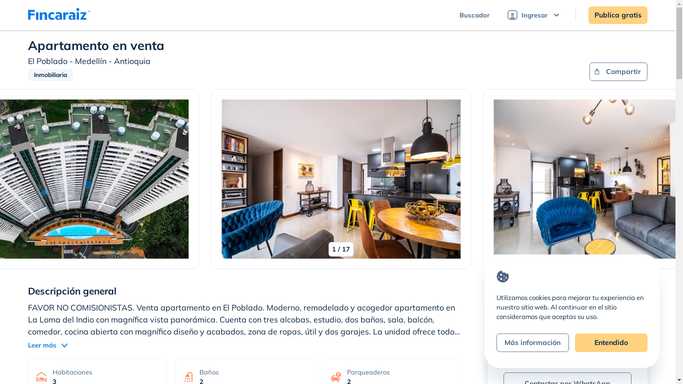 Fincaraiz
Buscador
Ingresar
Publica gratis
Apartamento en venta
El Poblado - Medellín - Antioquia
Inmobiliaria
Compartir
1 / 17
Descripción general
FAVOR NO COMISIONISTAS. Venta apartamento en El Poblado. Moderno, remodelado y acogedor apartamento en
La Loma del Indio con magnífica vista panorámica. Cuenta con tres alcobas, estudio, dos baños, sala, balcón,
comedor, cocina abierta con magnífico diseño y acabados, zona de ropas, útil y dos garajes. La unidad ofrece todo...
Leer más
Habitaciones
3
Baños
2
Parqueaderos
2
Utilizamos cookies para mejorar tu experiencia en
nuestro sitio web. Al continuar en el sitio
consideramos que aceptas su uso.
Más información
Entendido
Contactar por WhatsApp